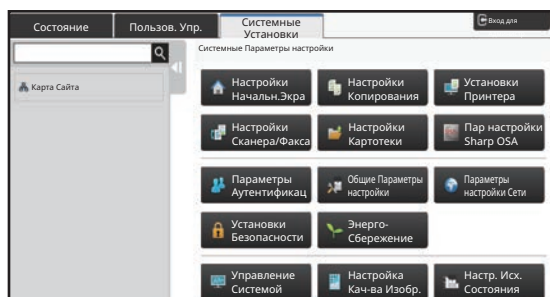 Состояние
Пользов. Упр.
Системные
Установки
Вход для
Системные Параметры настройки
Карта Сайта
Настройки
Начальн.Экра
Настройки
Копирования
Установки
Принтера
Настройки
Сканера/Факса
Настройки
Картотеки
Пар настройки
Sharp OSA
Параметры
Аутентификац
Общие Параметры
настройки
Параметры
настройки Сети
Установки
Безопасности
Энерго-
Сбережение
Управление
Системой
Настройка
Кач-ва Изобр.
Настр. Исх.
Состояния